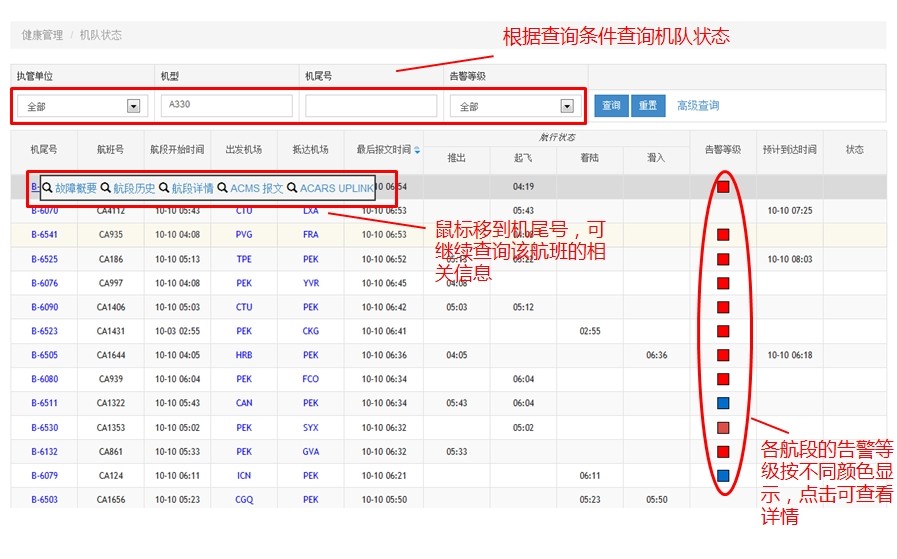 健康管理 / 机队状态
根据查询条件查询机队状态
执管单位 机型 机尾号 告警等级
全部 A330 全部 查询 重置 高级查询
机尾号 航班号 航段开始时间 出发机场 抵达机场 最后报文时间 航行状态 告警等级 预计到达时间 状态
推出 起飞 着陆 滑入
B- 故障概要 航段历史 航段详情 ACMS 报文 ACARS UPLINK 10 06:54 04:19
B-6070 CA4112 10-10 05:43 CTU LXA 10-10 06:53 05:43 10-10 07:25
B-6541 CA935 10-10 04:08 PVG FRA 10-10 06:53
B-6525 CA186 10-10 05:13 TPE PEK 10-10 06:52 10-10 08:03
鼠标移到机尾号，可
继续查询该航班的相
关信息
B-6076 CA997 10-10 04:08 PEK YVR 10-10 06:45 04:08
B-6090 CA1406 10-10 05:03 CTU PEK 10-10 06:42 05:03 05:12
B-6523 CA1431 10-03 02:55 PEK CKG 10-10 06:41 02:55
B-6505 CA1644 10-10 04:05 HRB PEK 10-10 06:36 04:05 06:36 10-10 06:18
B-6080 CA939 10-10 06:04 PEK FCO 10-10 06:34 06:04
B-6511 CA1322 10-10 05:43 CAN PEK 10-10 06:34 05:43 06:04
B-6530 CA1353 10-10 05:02 PEK SYX 10-10 06:32 05:02
B-6132 CA861 10-10 05:33 PEK GVA 10-10 06:32 05:33
B-6079 CA124 10-10 06:11 ICN PEK 10-10 06:21 06:11
B-6503 CA1656 10-10 05:23 CGQ PEK 10-10 05:50 05:23 05:50
各航段的告警等
级按不同颜色显
示，点击可查看
详情